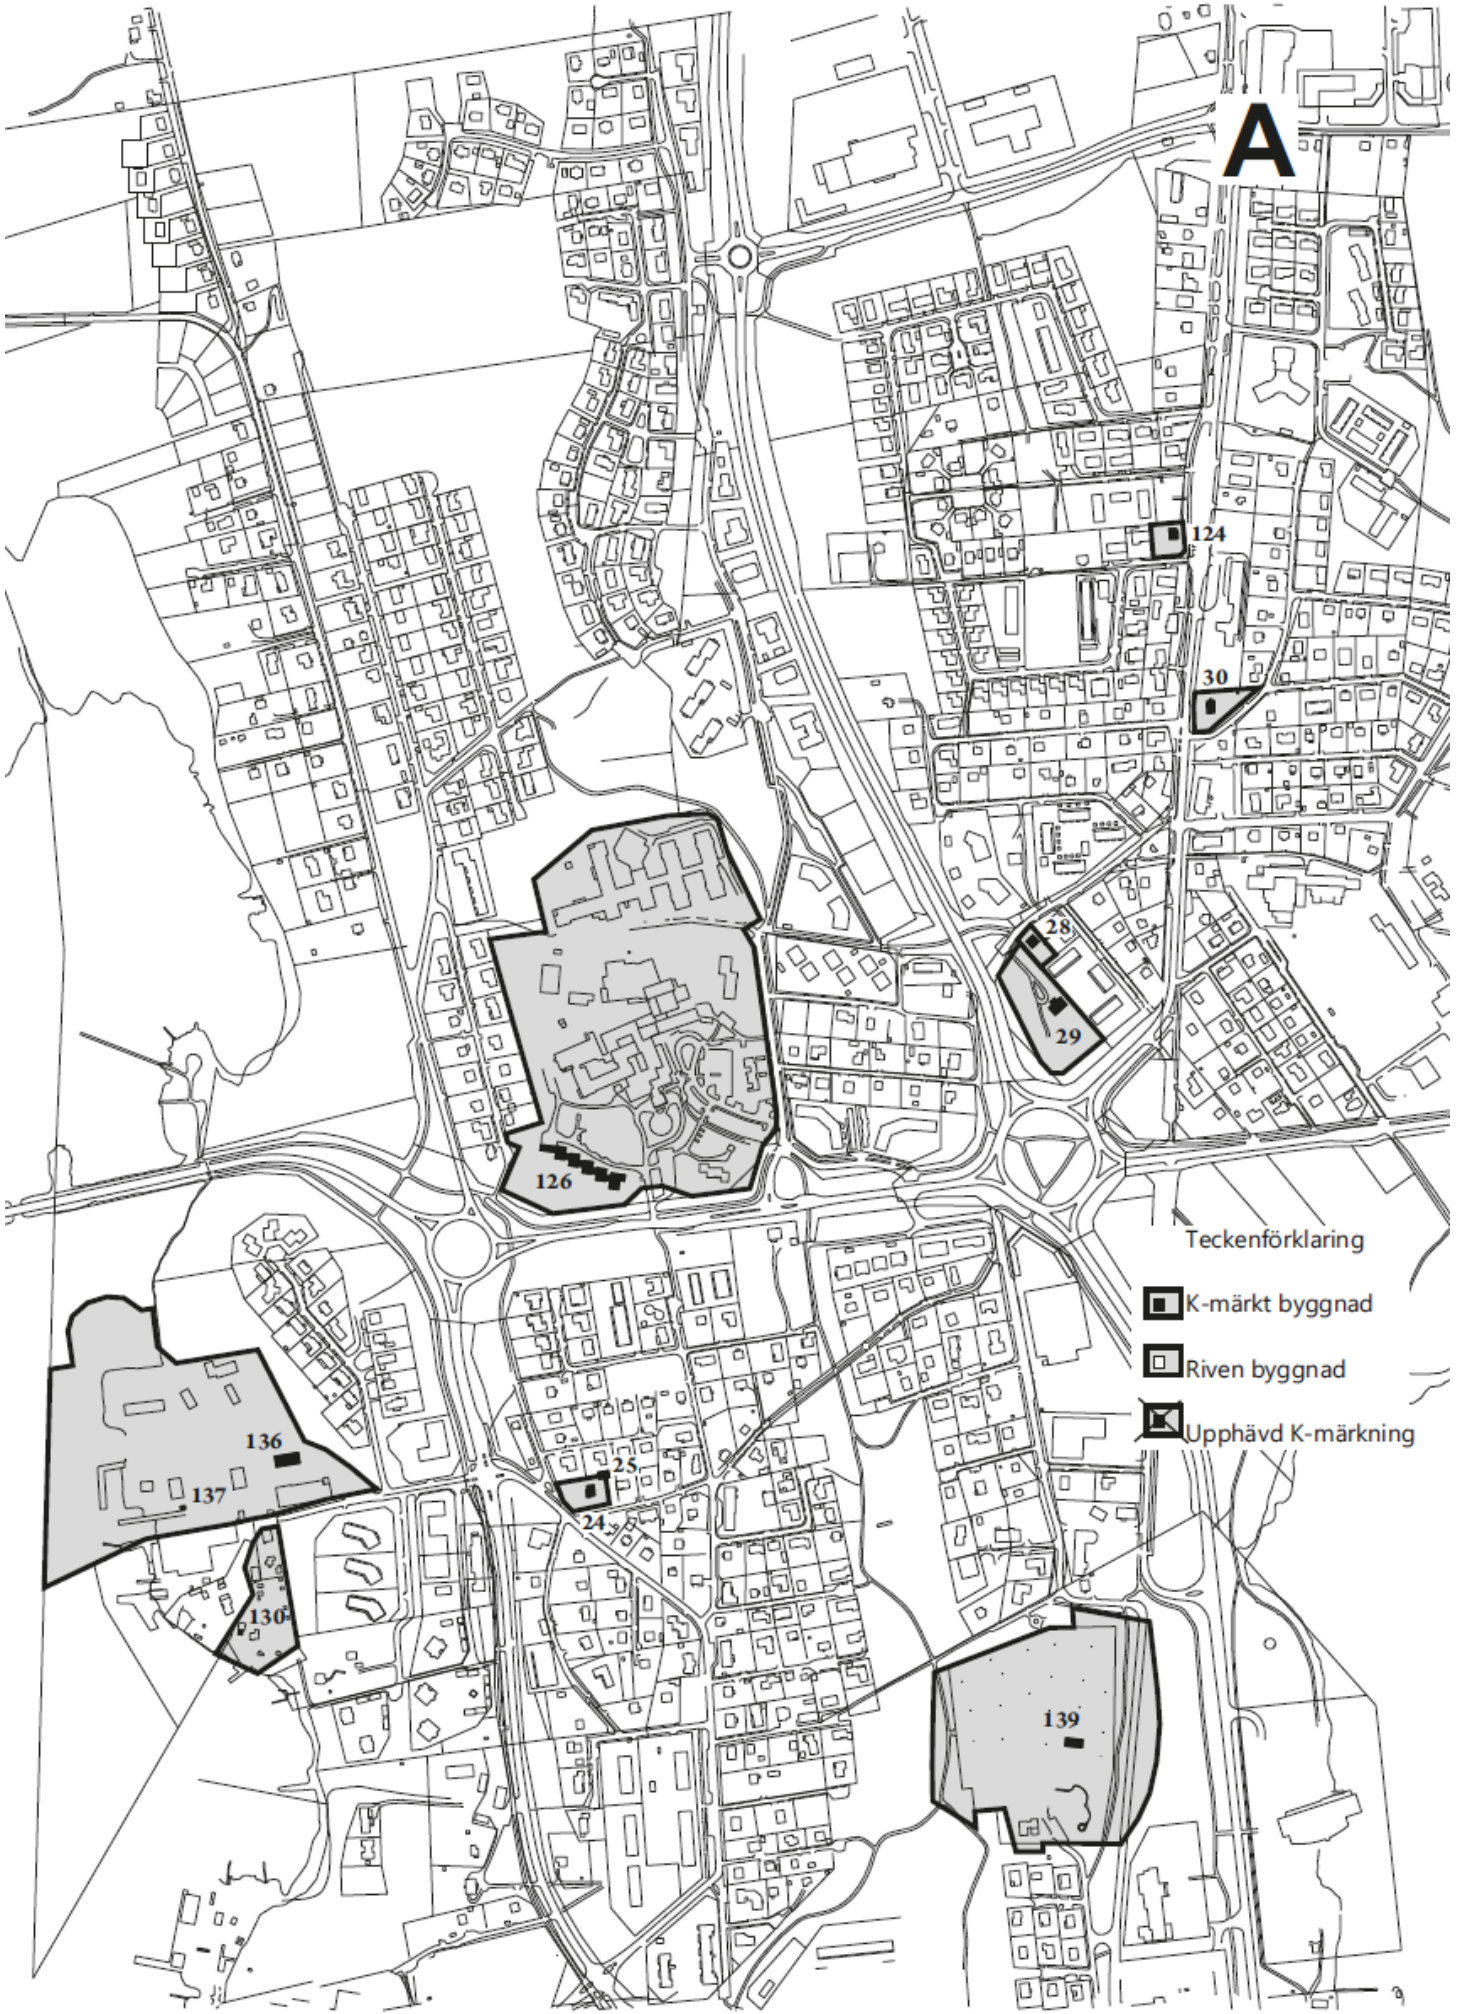 A
124
30
28
29
126
Teckenförklaring
K-märkt byggnad
Riven byggnad
Upphävd K-märkning
136
25
137
24
130
139